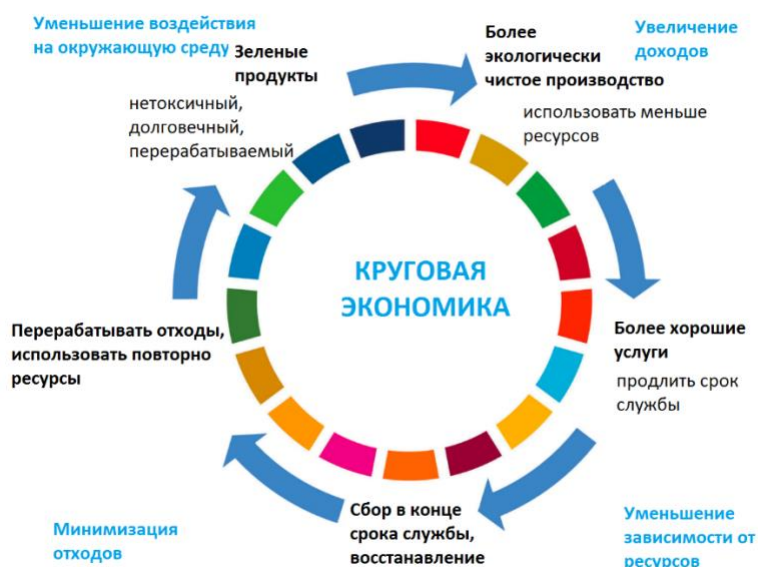 Уменьшение воздействия
на окружающую среду
Зеленые
продукты
нетоксичный,
долговечный,
перерабатываемый
Более
экологически
чистое производство
использовать меньше
ресурсов
Увеличение
доходов
КРУГОВАЯ
ЭКОНОМИКА
Более хорошие
услуги
продлить срок
службы
Перерабатывать отходы,
использовать повторно
ресурсы
Сбор в конце
срока службы,
восстанавление
Минимизация
отходов
Уменьшение
зависимости от
ресурсов